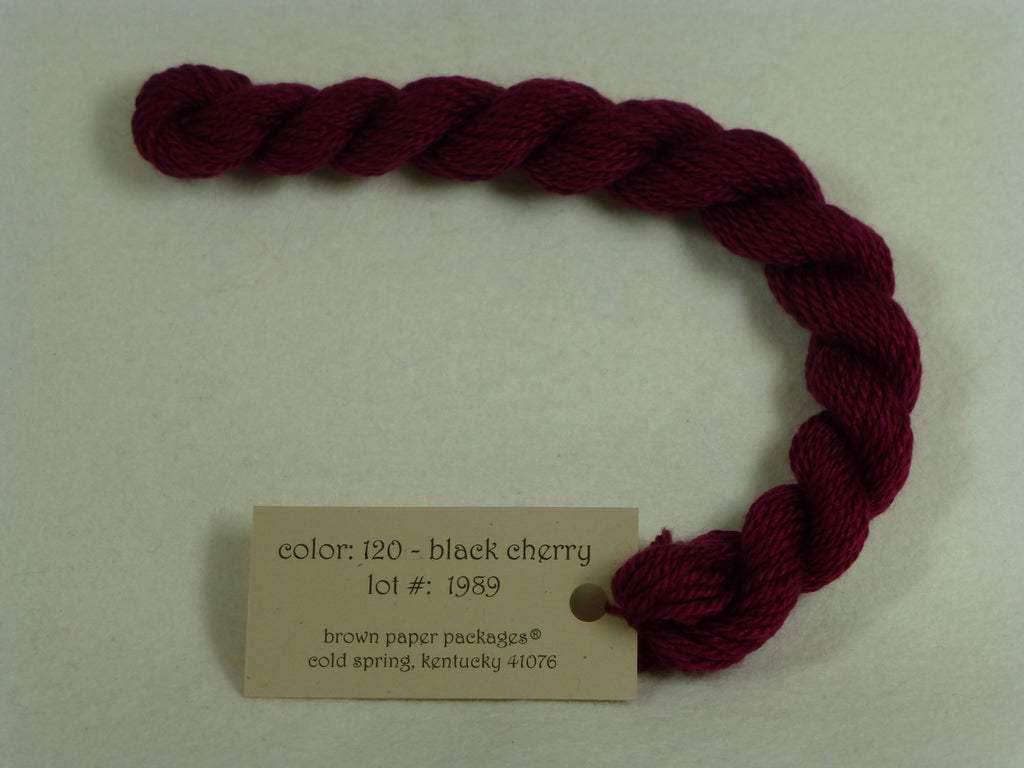 color: 120 - black cherry
lot #: 1989
brown paper packages®
cold spring, kentucky 41076